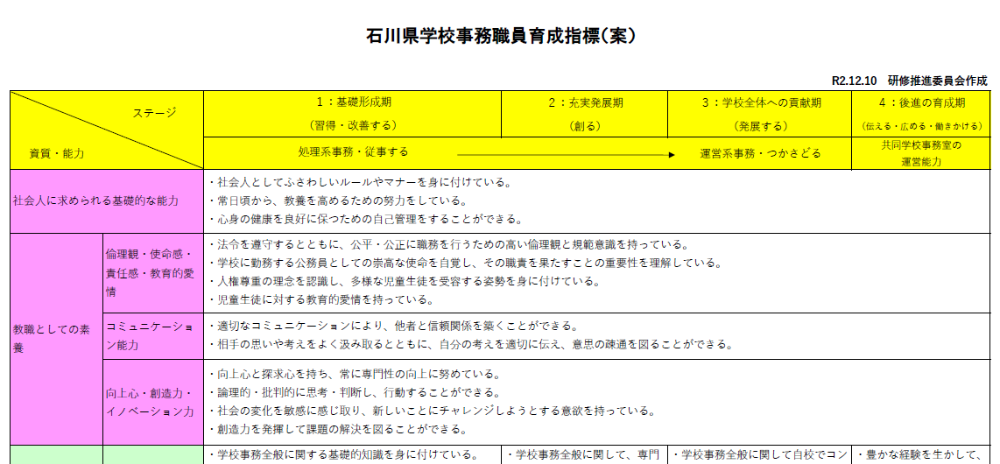 石川県学校事務職員育成指標（案）
R2.12.10　研修推進委員会作成
ステージ
資質・能力
１：基礎形成期
（習得・改善する）
２：充実発展期
（創る）
３：学校全体への貢献期
（発展する）
４：後進の育成期
（伝える・広める・働きかける）
処理系事務・従事する
運営系事務・つかさどる
共同学校事務室の
運営能力
社会人に求められる基礎的な能力
・社会人としてふさわしいルールやマナーを身に付けている。
・常日頃から、教養を高めるための努力をしている。
・心身の健康を良好に保つための自己管理をすることができる。
教職としての素
養
倫理観・使命感・
責任感・教育的愛
情
・法令を遵守するとともに、公平・公正に職務を行うための高い倫理観と規範意識を持っている。
・学校に勤務する公務員としての崇高な使命を自覚し、その職責を果たすことの重要性を理解している。
・人権尊重の理念を認識し、多様な児童生徒を受容する姿勢を身に付けている。
・児童生徒に対する教育的愛情を持っている。
コミュニケーショ
ン能力
・適切なコミュニケーションにより、他者と信頼関係を築くことができる。
・相手の思いや考えをよく汲み取るとともに、自分の考えを適切に伝え、意思の疎通を図ることができる。
向上心・創造力・
イノベーション力
・向上心と探求心を持ち、常に専門性の向上に努めている。
・論理的・批判的に思考・判断し、行動することができる。
・社会の変化を敏感に感じ取り、新しいことにチャレンジしようとする意欲を持っている。
・創造力を発揮して課題の解決を図ることができる。
・学校事務全般に関する基礎的知識を身に付けている。
・学校事務全般に関して、専門
・学校事務全般に関して自校でコン
・豊かな経験を生かして、